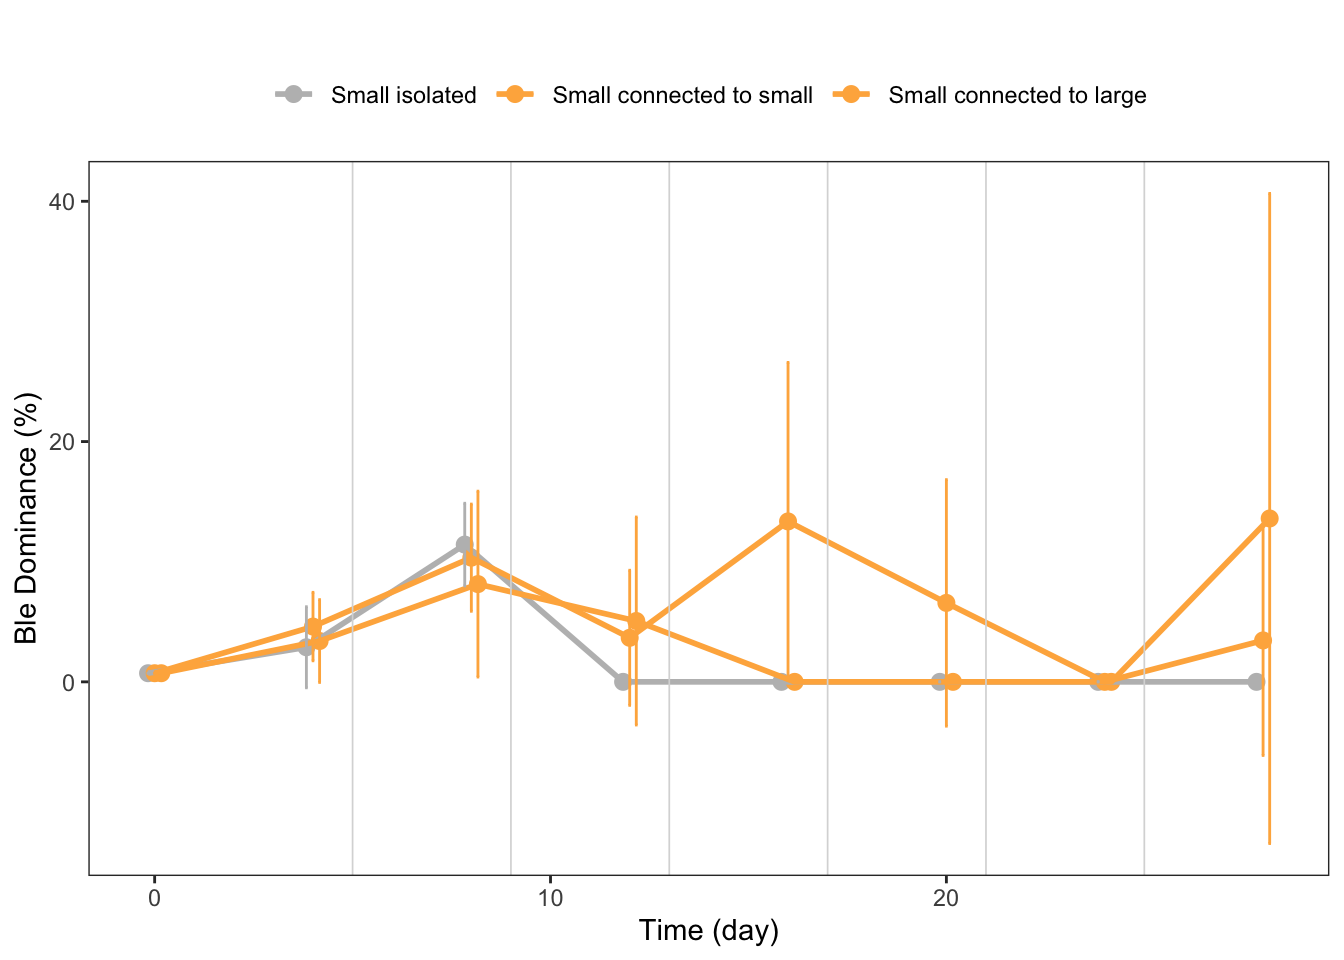 Small isolated Small connected to small Small connected to large
40
20
0
Ble Dominance (%)
0 10 20
Time (day)